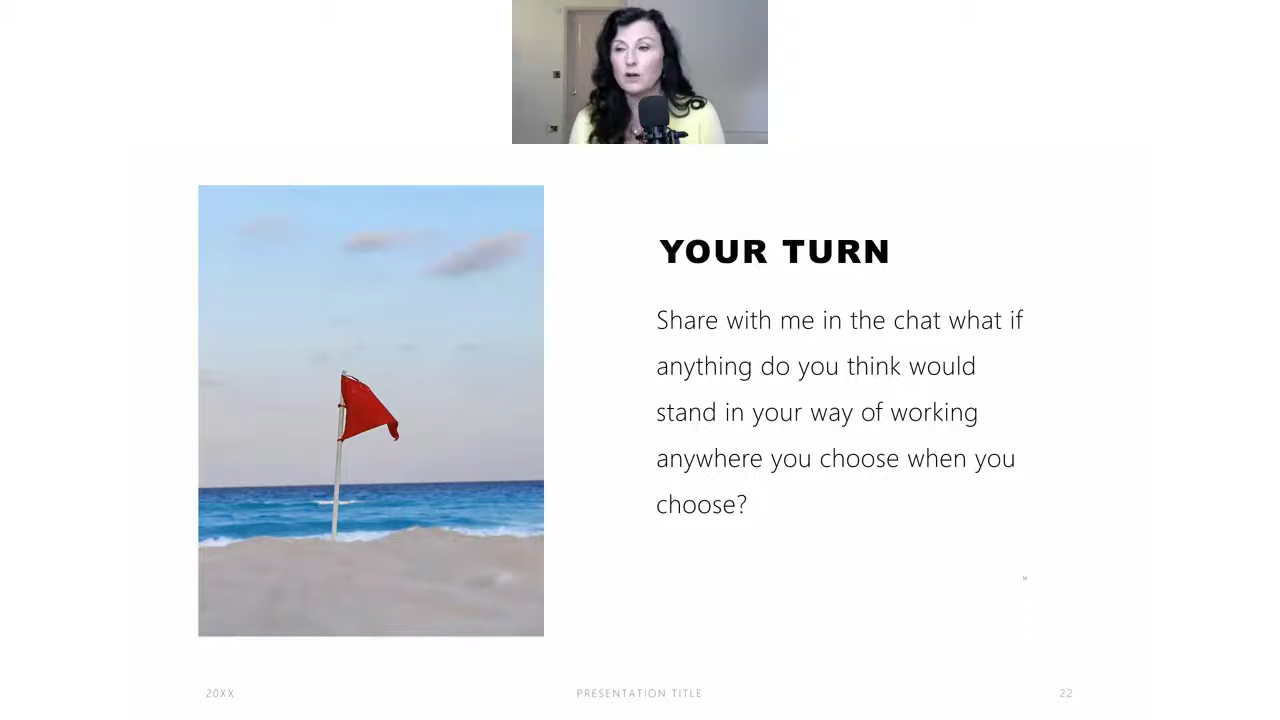 YOUR TURN
Share with me in the chat what if
anything do you think would
stand in your way of working
anywhere you choose when you
choose?
20XX
PRESENTATION TITLE
22